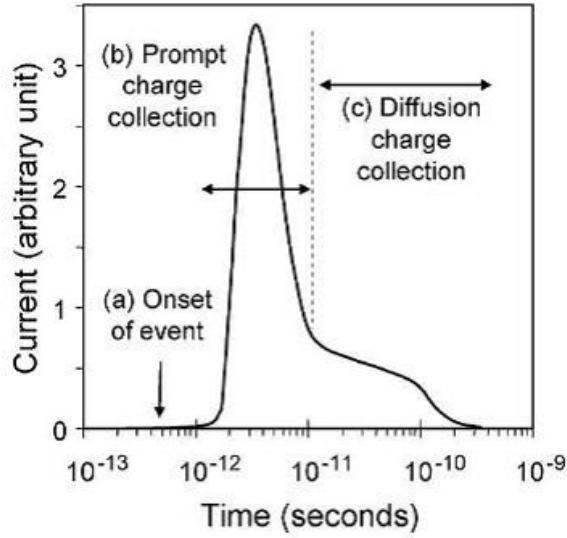 (b) Prompt
charge
collection
(c) Diffusion
charge
collection
(a) Onset
of event
Current (arbitrary unit)
3
2
1
0
10-13
10-12
10-11
10-10
10-9
Time (seconds)